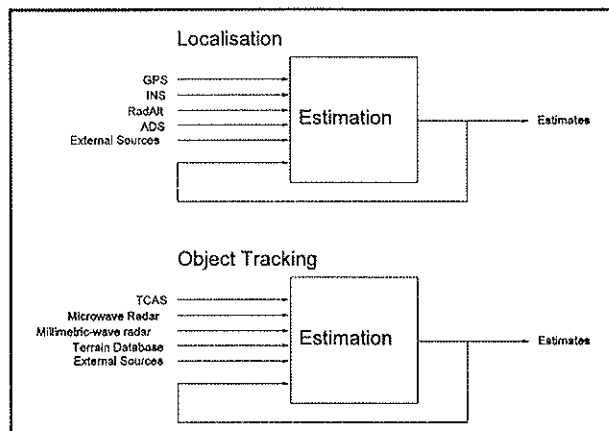 Localisation
GPS
INS
RadAlt
ADS
External Sources
Estimation
Estimates
Object Tracking
TCAS
Microwave Radar
Millimetric-wave radar
Terrain Database
External Sources
Estimation
Estimates